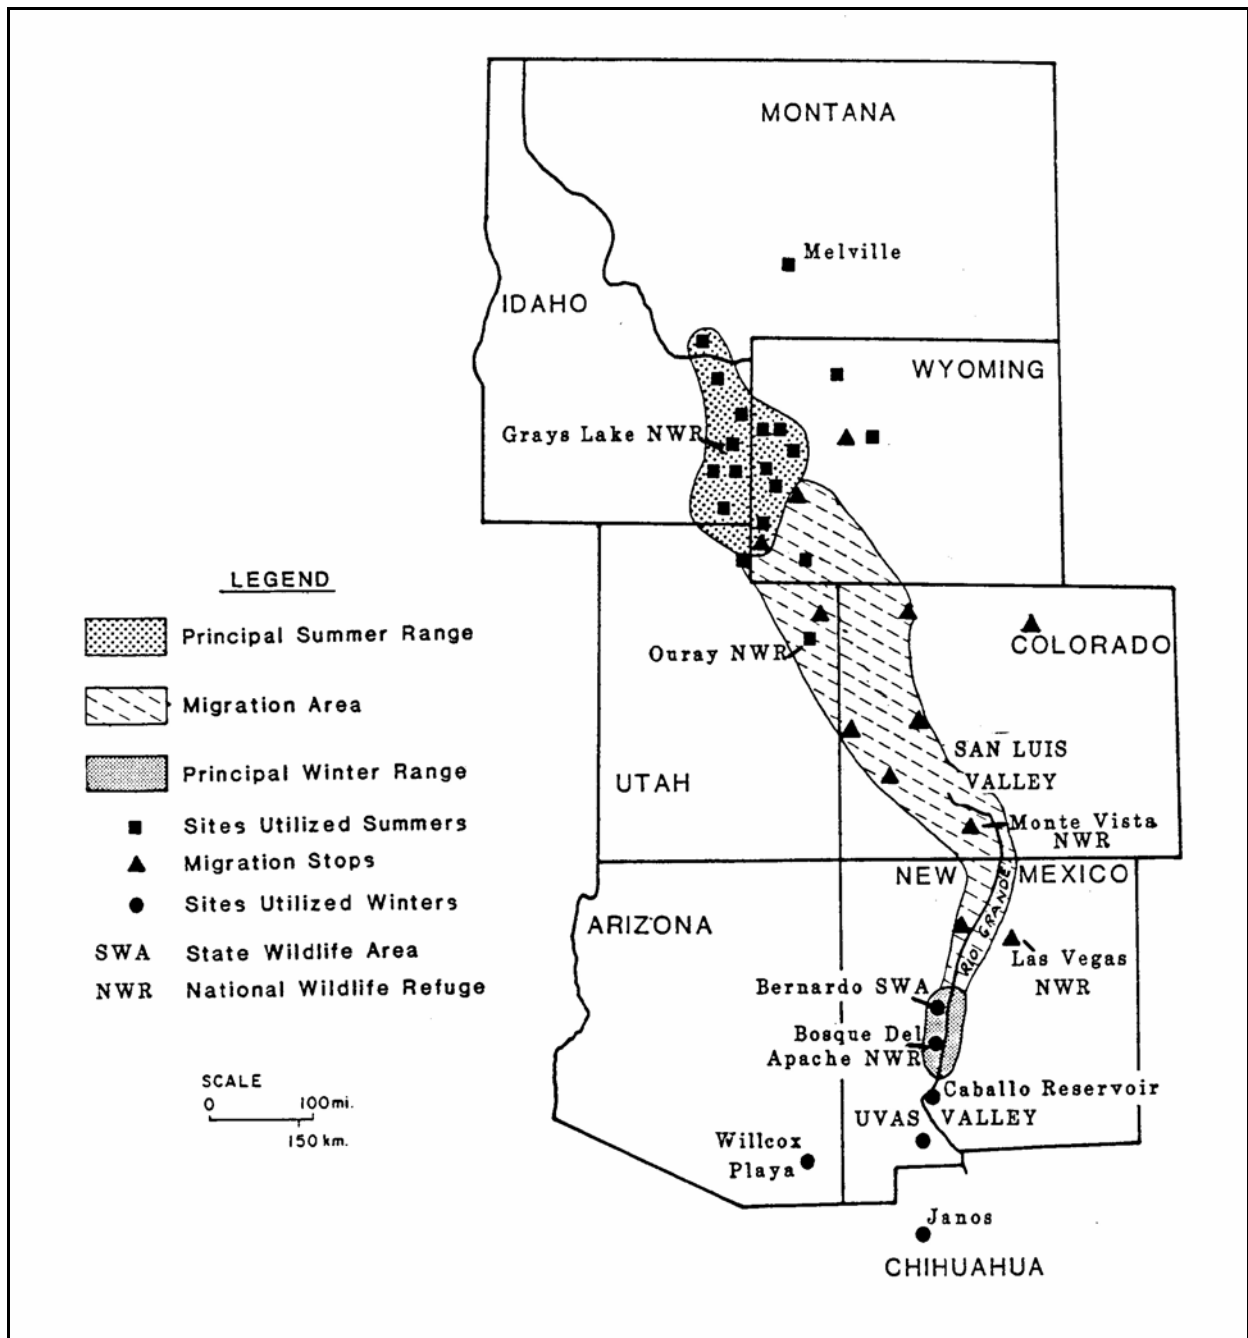 MONTANA
Melville
IDAHO
WYOMING
Grays Lake NWR
LEGEND
Principal Summer Range
Migration Area
Principal Winter Range
Sites Utilized Summers
Migration Stops
Sites Utilized Winters
SWA State Wildlife Area
NWR National Wildlife Refuge
SCALE
0 100mi.
150 km.
COLORADO
Ouray NWR
SAN LUIS
VALLEY
UTAH
Monte Vista
NWR
NEW MEXICO
ARIZONA
RIO GRANDE
Las Vegas
NWR
Bernardo SWA
Bosque Del
Apache NWR
Caballo Reservoir
UVAS VALLEY
Willcox
Playa
Janos
CHIHUAHUA